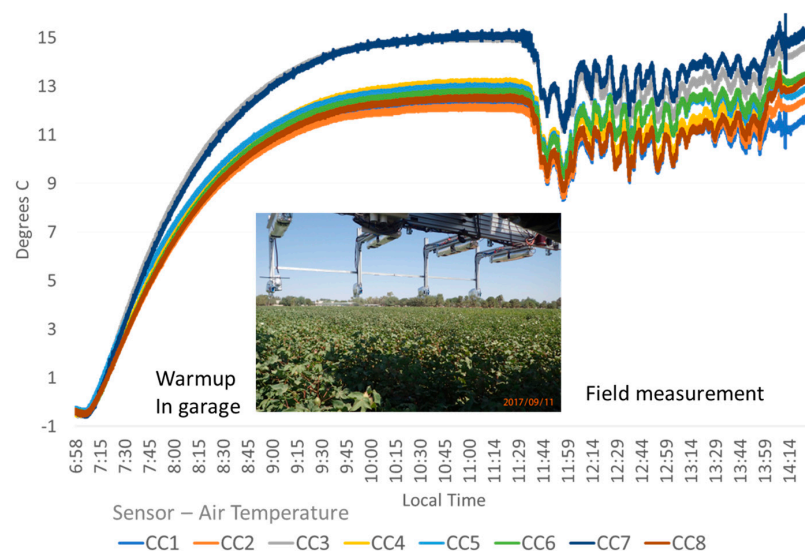 15
13
11
9
7
5
3
1
-1
Degrees C
Warmup
In garage
2017/09/11
Field measurement
6:58 7:15 7:30 7:45 8:00 8:15 8:30 8:45 9:00 9:15 9:30 9:45 10:00 10:15 10:30 10:45 11:00 11:14 11:29 11:44 11:59 12:14 12:29 12:44 12:59 13:14 13:29 13:44 13:59 14:14
Local Time
Sensor – Air Temperature
CC1 CC2 CC3 CC4 CC5 CC6 CC7 CC8